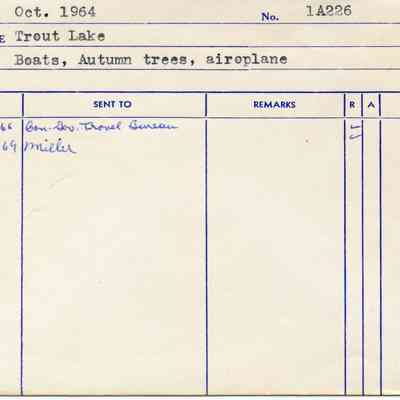 Oct. 1964 No. 1A226
E Trout Lake
Boats, Autumn trees, airoplane
SENT TO REMARKS R A
66 Can. Gov. Travel Bureau
69 Miller